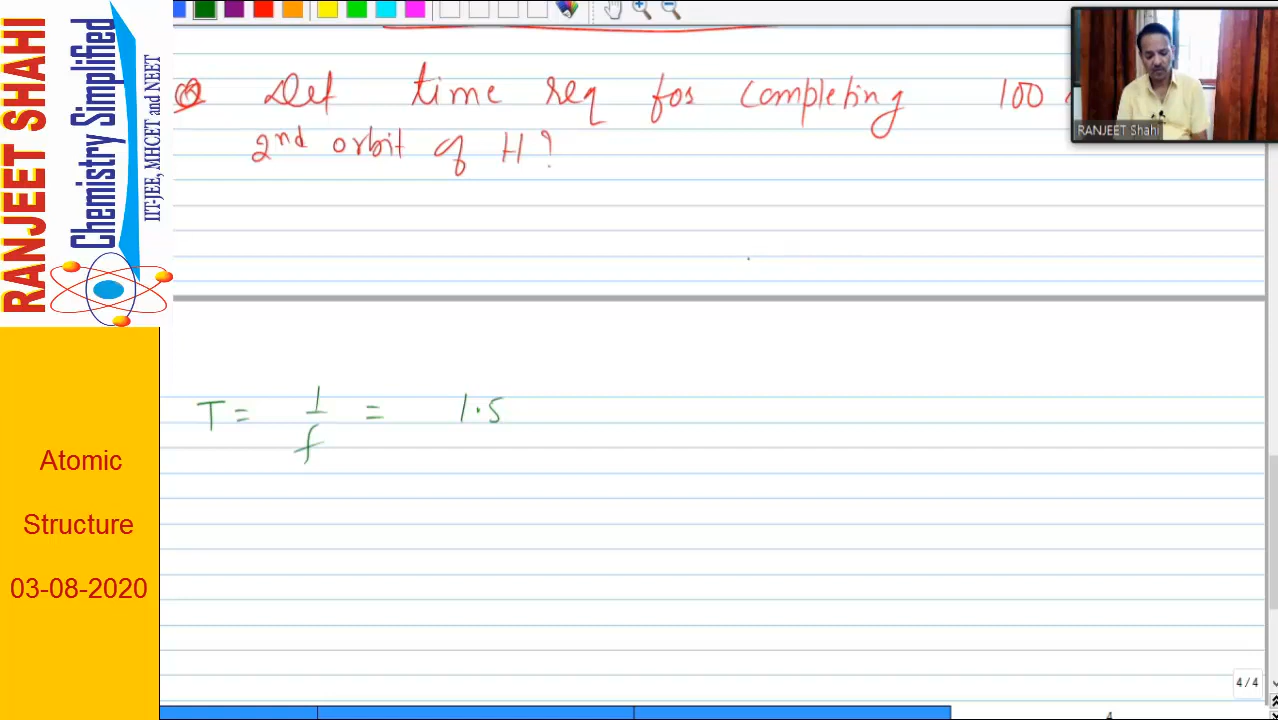 RANJEET SHAHI
Chemistry Simplified
IIT-JEE, MHCET and NEET
Q Det time req for completing 100
2nd orbit of H?
RANJEET Shahi
T = 1/f = 1.5
Atomic
Structure
03-08-2020
4 / 4
4